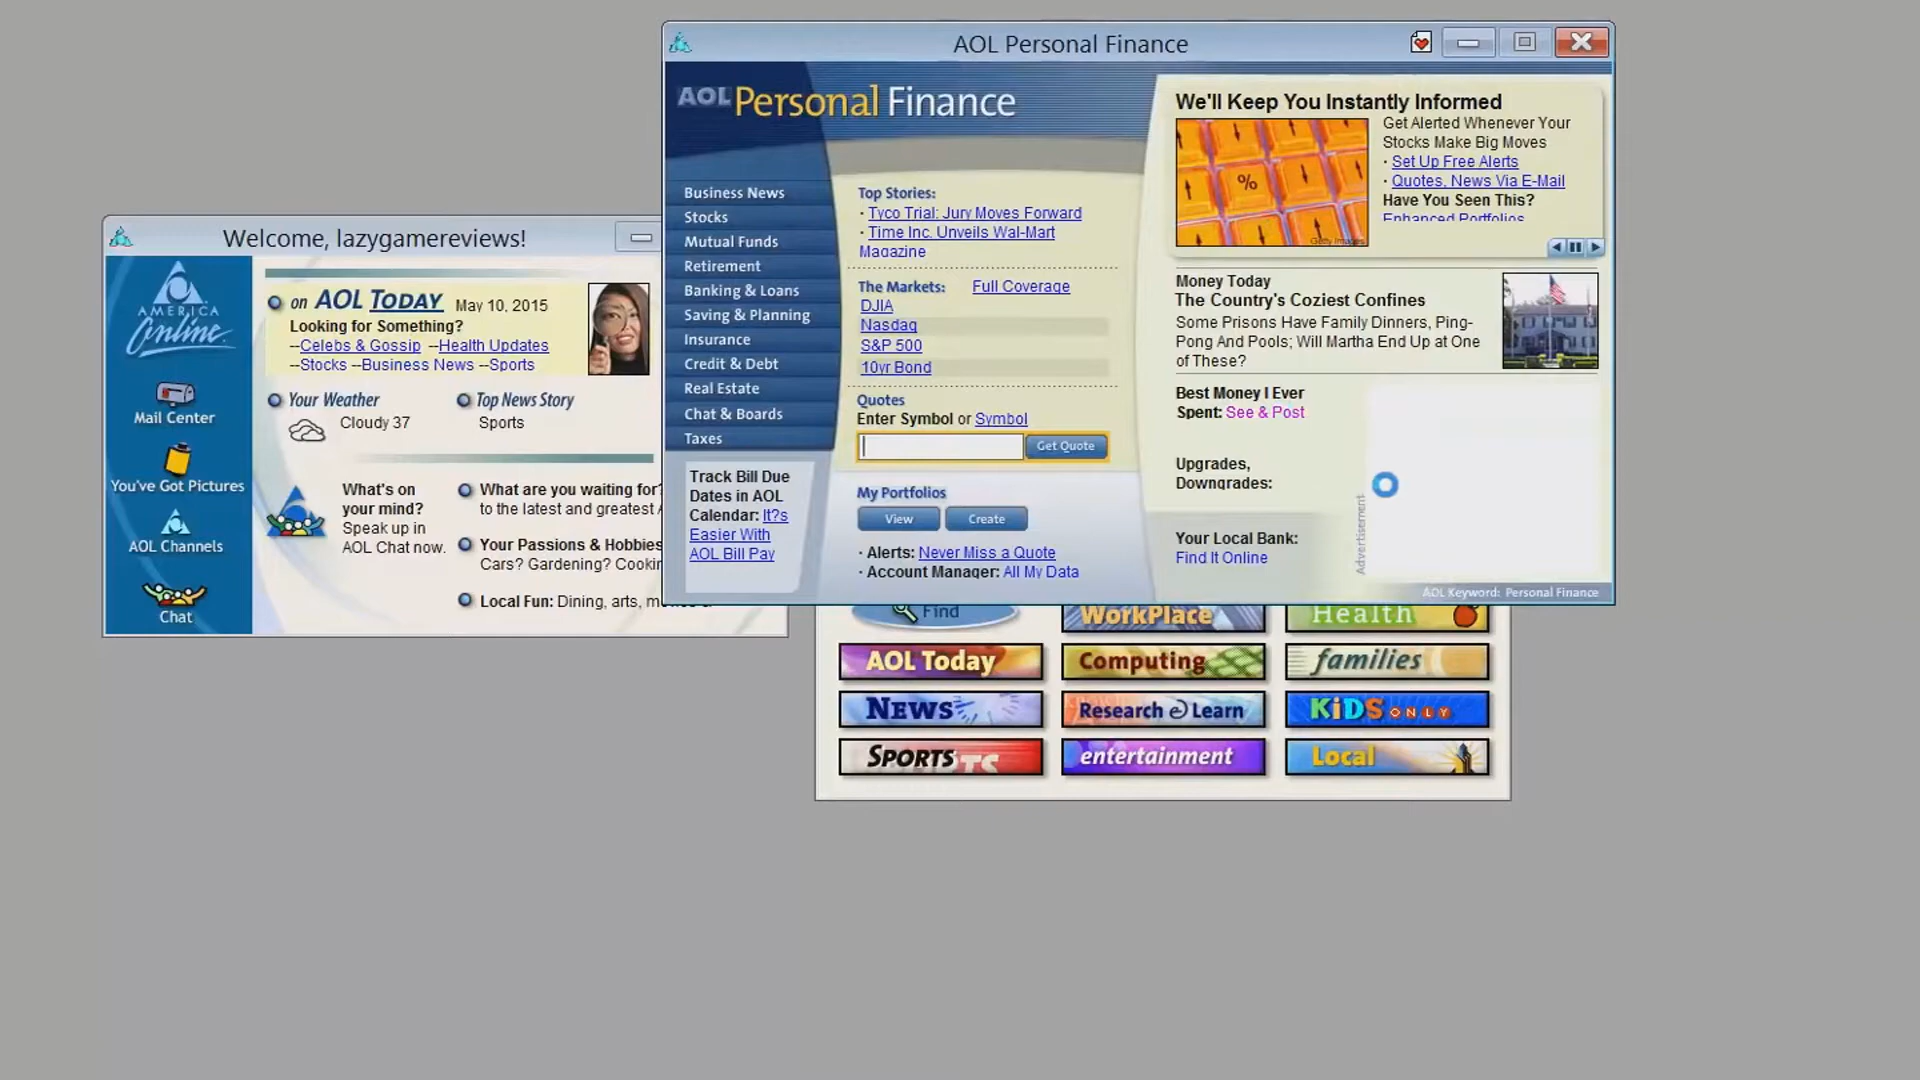 AOL Personal Finance
AOL Personal Finance
Business News
Stocks
Mutual Funds
Retirement
Banking & Loans
Saving & Planning
Insurance
Credit & Debt
Real Estate
Chat & Boards
Taxes
Track Bill Due
Dates in AOL
Calendar: It?s
Easier With
AOL Bill Pay
Top Stories:
· Tyco Trial: Jury Moves Forward
· Time Inc. Unveils Wal-Mart
Magazine
The Markets: Full Coverage
DJIA
Nasdaq
S&P 500
10yr Bond
Quotes
Enter Symbol or Symbol
Get Quote
My Portfolios
View Create
· Alerts: Never Miss a Quote
· Account Manager: All My Data
We'll Keep You Instantly Informed
%
Getty Images
Get Alerted Whenever Your
Stocks Make Big Moves
· Set Up Free Alerts
· Quotes, News Via E-Mail
Have You Seen This?
Enhanced Portfolios
Money Today
The Country's Coziest Confines
Some Prisons Have Family Dinners, Ping-
Pong And Pools; Will Martha End Up at One
of These?
Best Money I Ever
Spent: See & Post
Upgrades,
Downgrades:
Your Local Bank:
Find It Online
Advertisement
AOL Keyword: Personal Finance
Welcome, lazygamereviews!
AMERICA
Online
Mail Center
You've Got Pictures
AOL Channels
Chat
on AOL TODAY May 10, 2015
Looking for Something?
--Celebs & Gossip --Health Updates
--Stocks --Business News --Sports
Your Weather
Cloudy 37
Top News Story
Sports
What's on
your mind?
Speak up in
AOL Chat now.
What are you waiting for?
to the latest and greatest
Your Passions & Hobbies
Cars? Gardening?
Local Fun: Dining, arts,
Find
WorkPlace
Health
AOL Today
Computing
families
NEWS
Research e Learn
KiDS ONLY
SPORTS
entertainment
Local